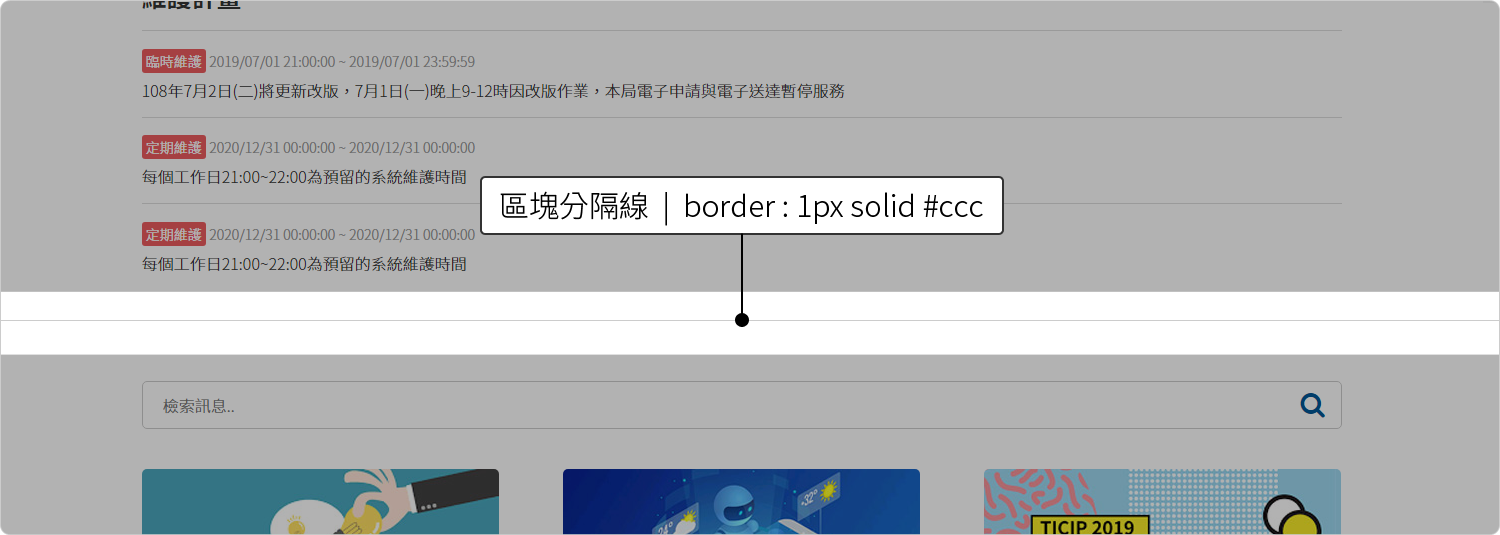 維護計畫
臨時維護 2019/07/01 21:00:00 ~ 2019/07/01 23:59:59
108年7月2日(二)將更新改版，7月1日(一)晚上9-12時因改版作業，本局電子申請與電子送達暫停服務
定期維護 2020/12/31 00:00:00 ~ 2020/12/31 00:00:00
每個工作日21:00~22:00為預留的系統維護時間
區塊分隔線 | border : 1px solid #ccc
定期維護 2020/12/31 00:00:00 ~ 2020/12/31 00:00:00
每個工作日21:00~22:00為預留的系統維護時間
檢索訊息..
24°
-32°
TICIP 2019